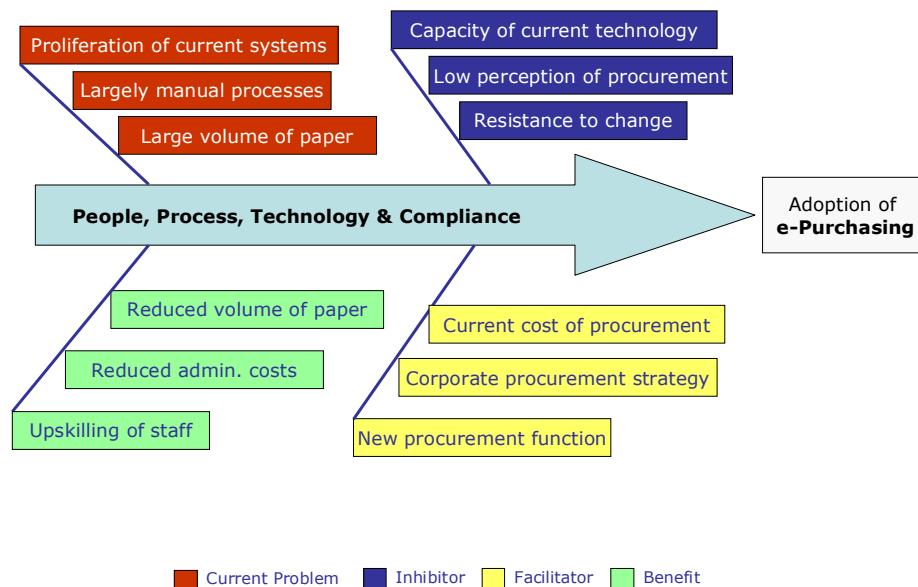 Proliferation of current systems
Largely manual processes
Large volume of paper
Capacity of current technology
Low perception of procurement
Resistance to change
People, Process, Technology & Compliance
Adoption of
e-Purchasing
Reduced volume of paper
Reduced admin. costs
Upskilling of staff
Current cost of procurement
Corporate procurement strategy
New procurement function
Current Problem
Inhibitor
Facilitator
Benefit